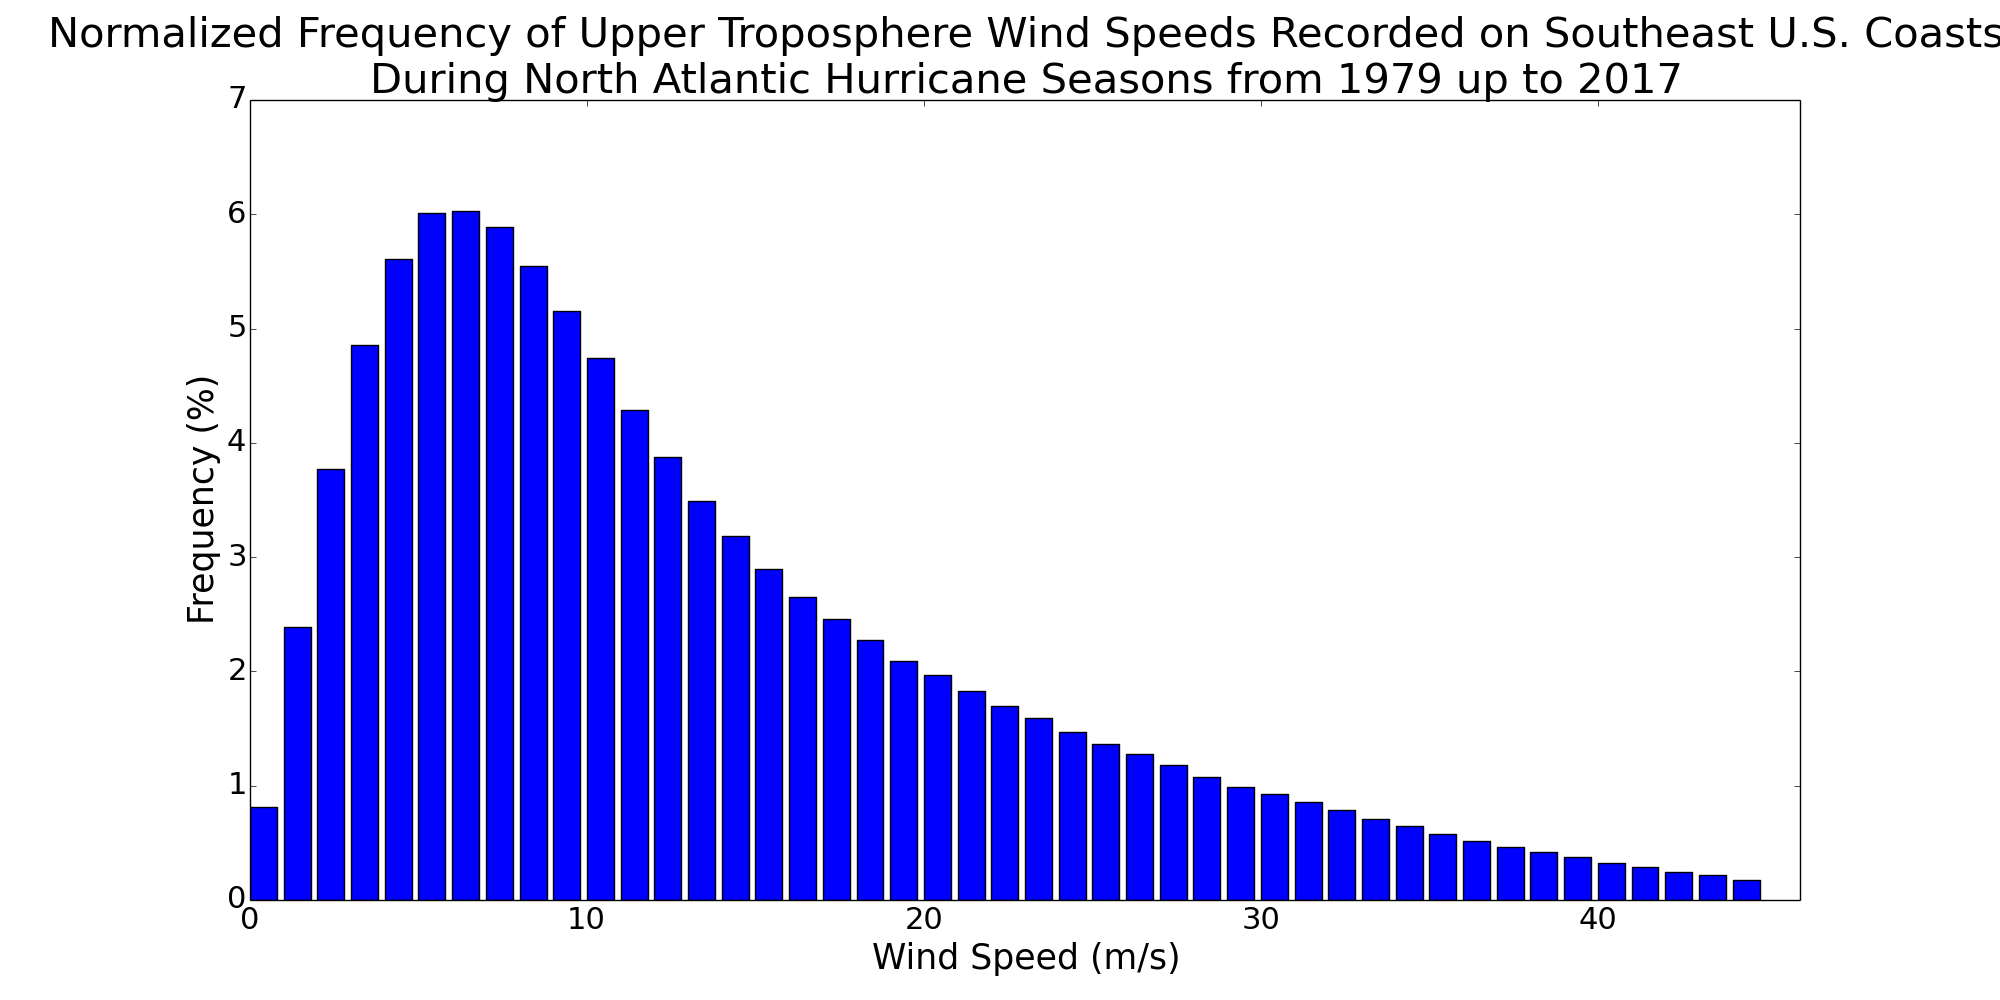 Normalized Frequency of Upper Troposphere Wind Speeds Recorded on Southeast U.S. Coasts
During North Atlantic Hurricane Seasons from 1979 up to 2017
7
6
5
4
3
2
1
0
Frequency (%)
0 10 20 30 40
Wind Speed (m/s)